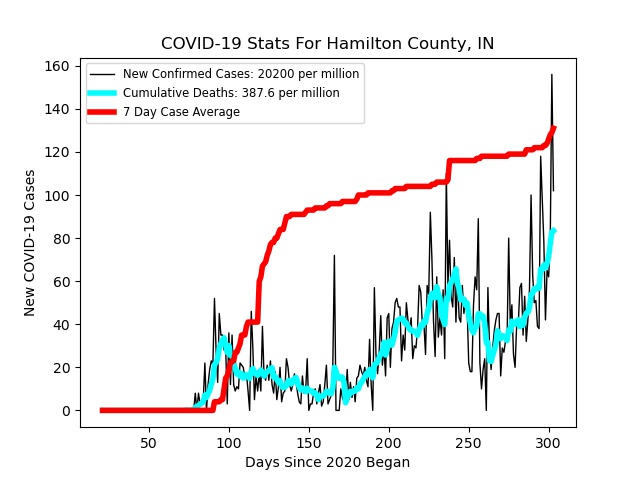 COVID-19 Stats For Hamilton County, IN
New Confirmed Cases: 20200 per million
Cumulative Deaths: 387.6 per million
7 Day Case Average
160
140
120
100
80
60
40
20
0
New COVID-19 Cases
50 100 150 200 250 300
Days Since 2020 Began